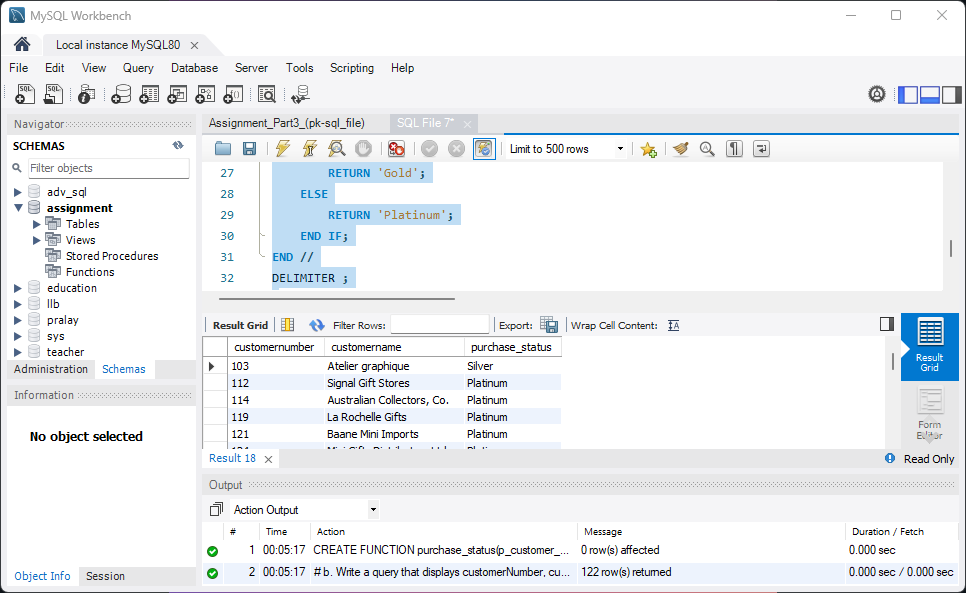 MySQL Workbench
Local instance MySQL80
File Edit View Query Database Server Tools Scripting Help
Navigator
SCHEMAS
Filter objects
adv_sql
assignment
Tables
Views
Stored Procedures
Functions
education
llb
pralay
sys
teacher
Administration Schemas
Information
No object selected
Object Info Session
Assignment_Part3_(pk-sql_file) SQL File 7*
Limit to 500 rows
27 RETURN 'Gold';
28 ELSE
29 RETURN 'Platinum';
30 END IF;
31 END //
32 DELIMITER ;
Result Grid Filter Rows: Export: Wrap Cell Content:
customernumber customername purchase_status
103 Atelier graphique Silver
112 Signal Gift Stores Platinum
114 Australian Collectors, Co. Platinum
119 La Rochelle Gifts Platinum
121 Baane Mini Imports Platinum
Result Grid
Form Editor
Result 18
Read Only
Output
Action Output
# Time Action Message Duration / Fetch
1 00:05:17 CREATE FUNCTION purchase_status(p_customer_... 0 row(s) affected 0.000 sec
2 00:05:17 # b. Write a query that displays customerNumber, cu... 122 row(s) returned 0.000 sec / 0.000 sec